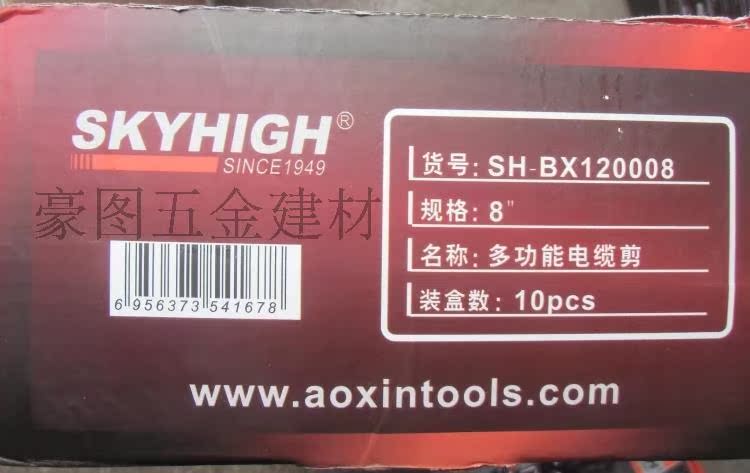 SKYHIGH®
SINCE1949
豪图五金建材
6 956373 541678
货号: SH-BX120008
规格: 8"
名称: 多功能电缆剪
装盒数: 10pcs
www.aoxintools.com